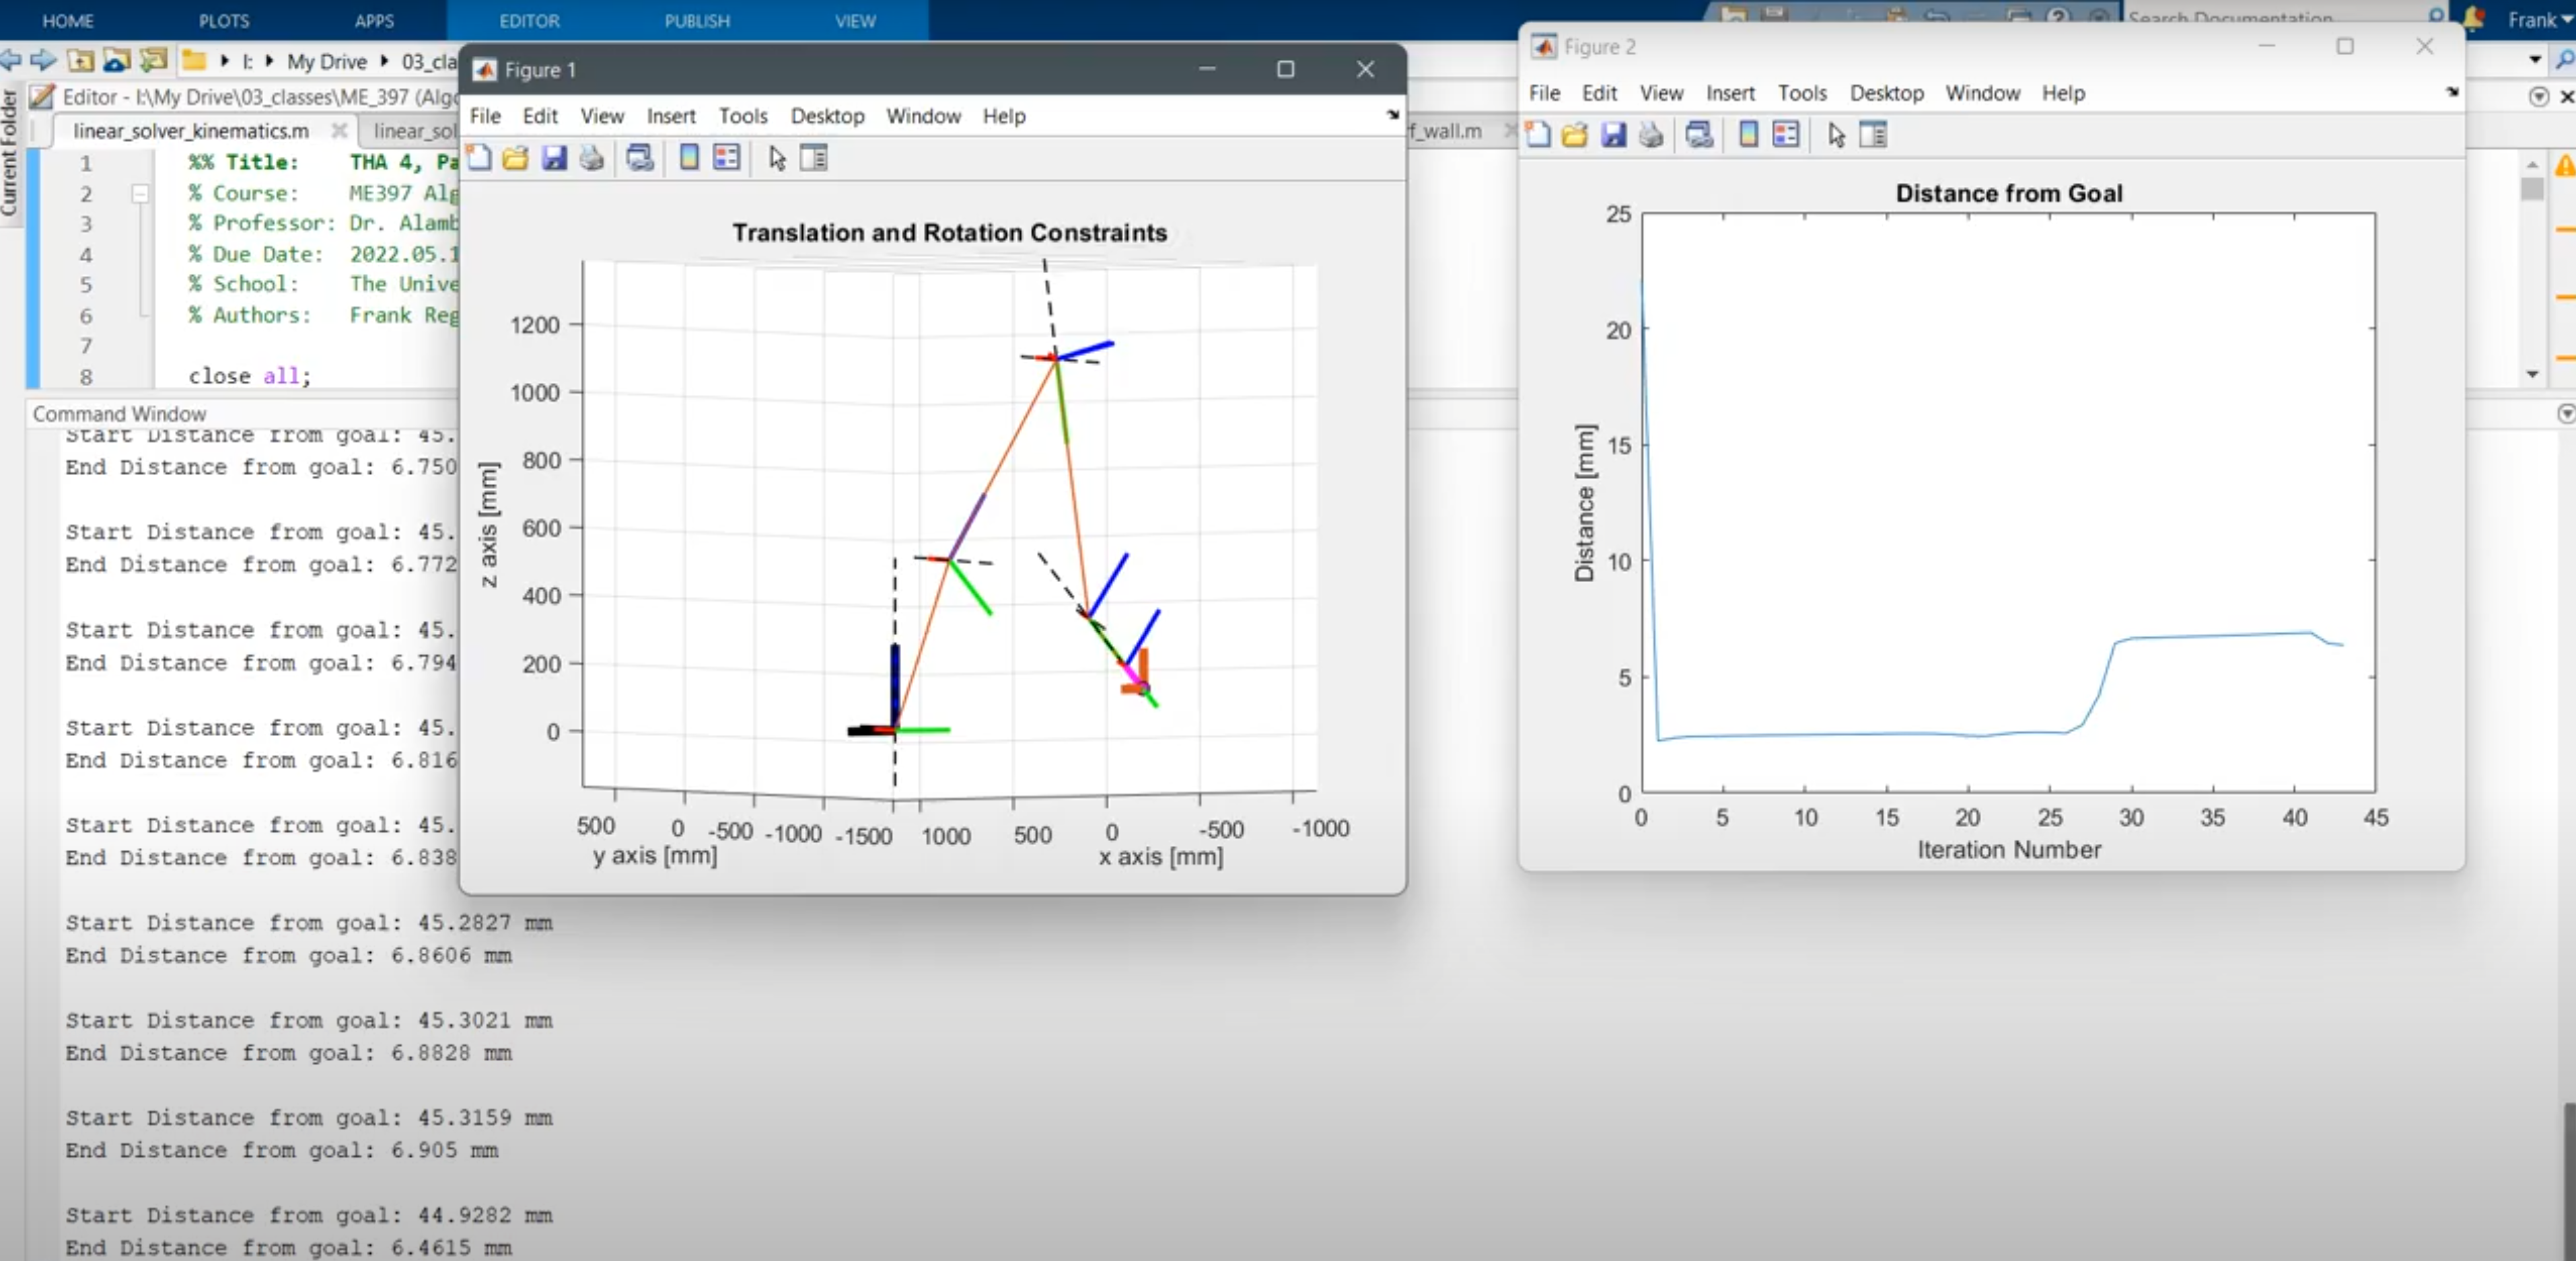 HOME PLOTS APPS EDITOR PUBLISH VIEW
Search Documentation
Frank
I: My Drive 03_cla
Current Folder
Editor - I:\My Drive\03_classes\ME_397 (Algo
linear_solver_kinematics.m
linear_sol
f_wall.m
1 %% Title: THA 4, Pa
2 % Course: ME397 Alg
3 % Professor: Dr. Alamb
4 % Due Date: 2022.05.1
5 % School: The Unive
6 % Authors: Frank Reg
7
8 close all;
Command Window
Start Distance from goal: 45.
End Distance from goal: 6.750
Start Distance from goal: 45.
End Distance from goal: 6.772
Start Distance from goal: 45.
End Distance from goal: 6.794
Start Distance from goal: 45.
End Distance from goal: 6.816
Start Distance from goal: 45.
End Distance from goal: 6.838
Start Distance from goal: 45.2827 mm
End Distance from goal: 6.8606 mm
Start Distance from goal: 45.3021 mm
End Distance from goal: 6.8828 mm
Start Distance from goal: 45.3159 mm
End Distance from goal: 6.905 mm
Start Distance from goal: 44.9282 mm
End Distance from goal: 6.4615 mm
Figure 1
File Edit View Insert Tools Desktop Window Help
Translation and Rotation Constraints
1200
1000
800
600
400
200
0
z axis [mm]
500 0 -500 -1000 -1500 1000 500 0 -500 -1000
y axis [mm] x axis [mm]
Figure 2
File Edit View Insert Tools Desktop Window Help
Distance from Goal
25
20
15
10
5
0
Distance [mm]
0 5 10 15 20 25 30 35 40 45
Iteration Number